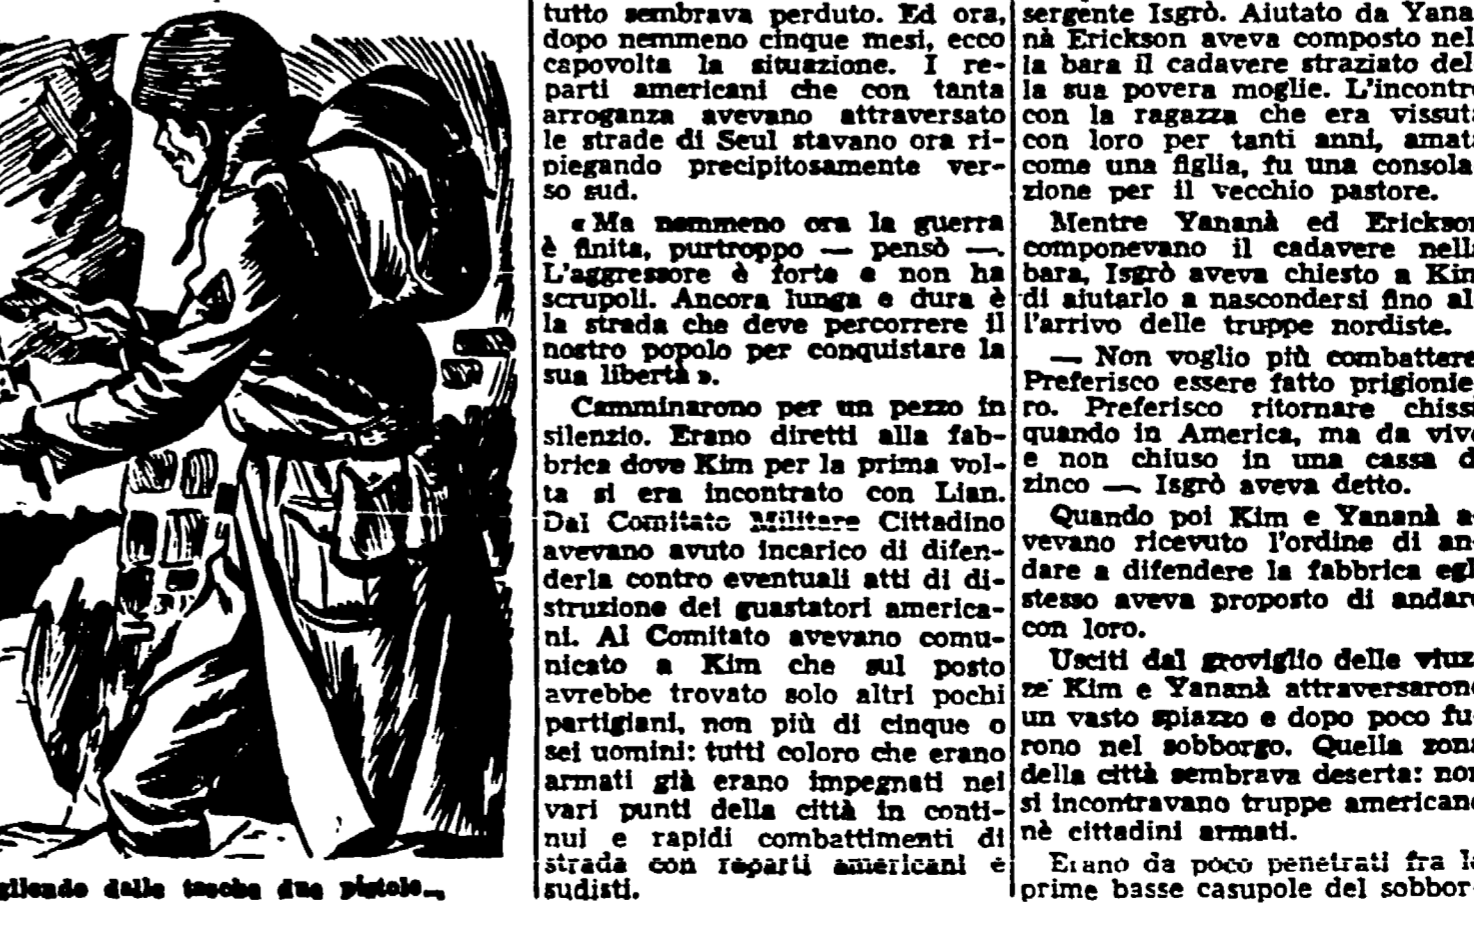 tutto sembrava perduto. Ed ora,
dopo nemmeno cinque mesi, ecco
capovolta la situazione. I re-
parti americani che con tanta
arroganza avevano attraversato
le strade di Seul stavano ora ri-
piegando precipitosamente ver-
so sud.
« Ma nemmeno ora la guerra
è finita, purtroppo — pensò —.
L'aggressore è forte e non ha
scrupoli. Ancora lunga e dura è
la strada che deve percorrere il
nostro popolo per conquistare la
sua libertà ».
Camminarono per un pezzo in
silenzio. Erano diretti alla fab-
brica dove Kim per la prima vol-
ta si era incontrato con Lian.
Dal Comitato Militare Cittadino
avevano avuto incarico di difen-
derla contro eventuali atti di di-
struzione dei guastatori america-
ni. Al Comitato avevano comu-
nicato a Kim che sul posto
avrebbe trovato solo altri pochi
partigiani, non più di cinque o
sei uomini: tutti coloro che erano
armati già erano impegnati nei
vari punti della città in conti-
nui e rapidi combattimenti di
strada con reparti americani e
sudisti.
sergente Isgrò. Aiutato da Yana
nà Erickson aveva composto nel
la bara il cadavere straziato del
la sua povera moglie. L'incontro
con la ragazza che era vissuta
con loro per tanti anni, amata
come una figlia, fu una consola
zione per il vecchio pastore.
Mentre Yananà ed Erickson
componevano il cadavere nella
bara, Isgrò aveva chiesto a Kim
di aiutarlo a nascondersi fino al
l'arrivo delle truppe nordiste.
— Non voglio più combattere
Preferisco essere fatto prigionie
ro. Preferisco ritornare chissà
quando in America, ma da vivo
e non chiuso in una cassa d
zinco —. Isgrò aveva detto.
Quando poi Kim e Yananà a-
vevano ricevuto l'ordine di an-
dare a difendere la fabbrica egl
stesso aveva proposto di andare
con loro.
Usciti dal groviglio delle viuz
ze Kim e Yananà attraversarono
un vasto spiazzo e dopo poco fu
rono nel sobborgo. Quella zona
della città sembrava deserta: non
si incontravano truppe americane
nè cittadini armati.
Erano da poco penetrati fra le
prime basse casupole del sobbor-
gliendo dalle tasche due pistole...